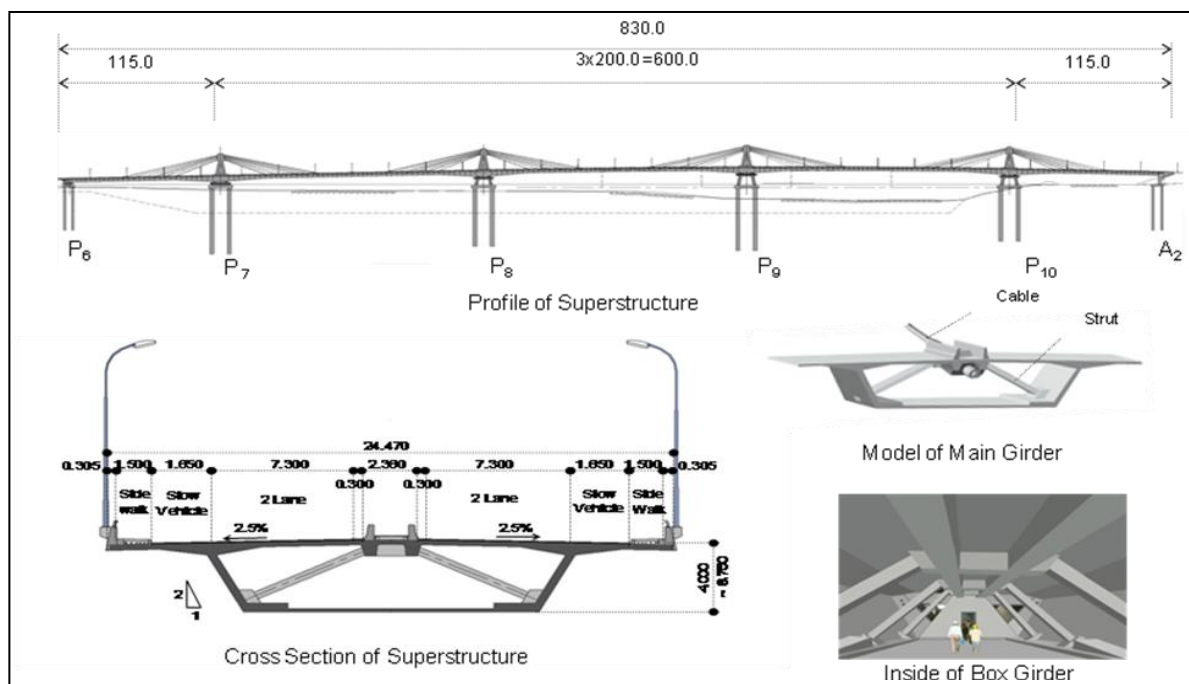 830.0
115.0
3x200.0=600.0
115.0
P6
P7
P8
P9
P10
A2
Profile of Superstructure
Cable
Strut
Model of Main Girder
24.470
0.305
1.500
1.650
7.300
2.380
7.300
1.650
1.500
0.305
0.300
0.300
Side
walk
Slow
Vehicle
2 Lane
2 Lane
Slow
Vehicle
Side
Walk
2.5%
2.5%
2
1
Cross Section of Superstructure
Inside of Box Girder